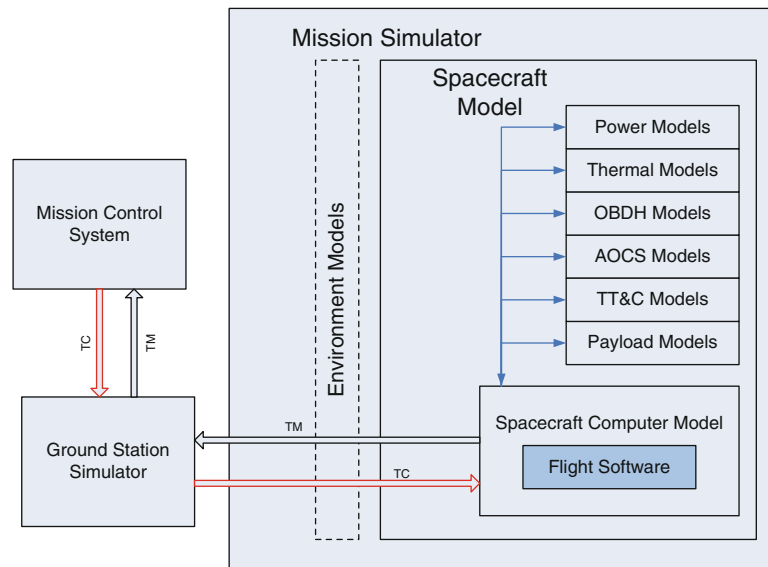 Mission Simulator
Spacecraft
Model
Power Models
Thermal Models
OBDH Models
AOCS Models
TT&C Models
Payload Models
Environment Models
Mission Control
System
TC
TM
Ground Station
Simulator
TM
TC
Spacecraft Computer Model
Flight Software